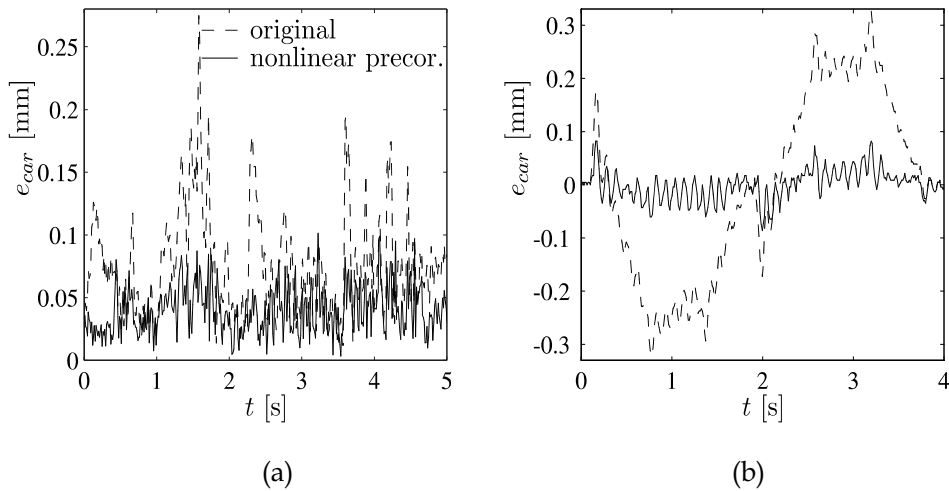 original
nonlinear precor.
0.25
0.2
0.15
0.1
0.05
0
e_car [mm]
0 1 2 3 4 5
t [s]
(a)
0.3
0.2
0.1
0
-0.1
-0.2
-0.3
e_car [mm]
0 1 2 3 4
t [s]
(b)